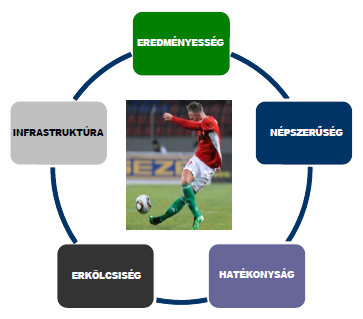 EREDMÉNYESSÉG
INFRASTRUKTÚRA
NÉPSZERŰSÉG
ERKÖLCSISÉG
HATÉKONYSÁG